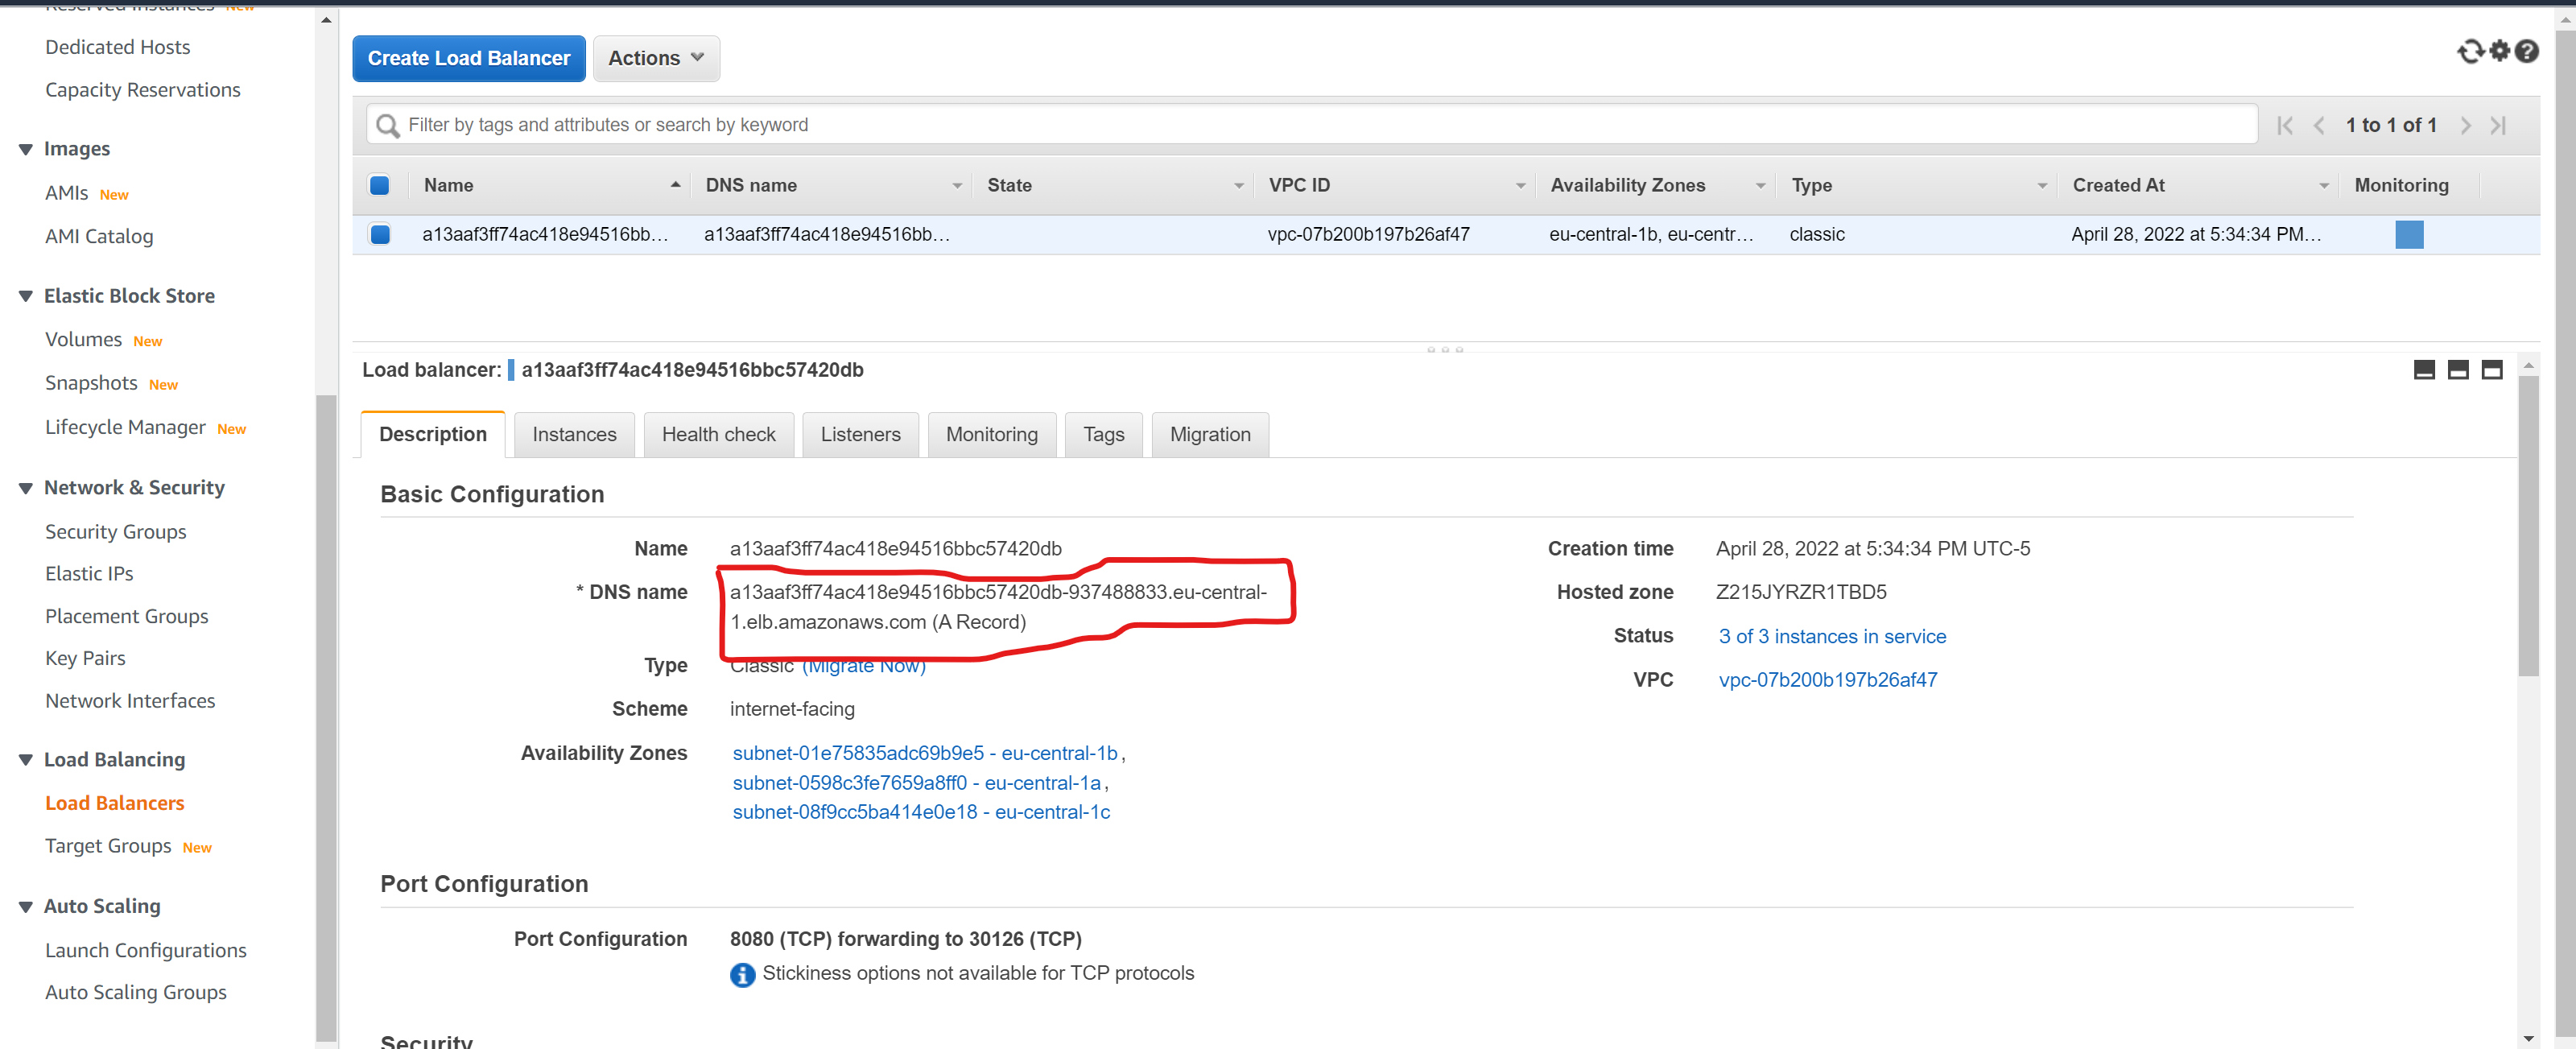 Reserved Instances New
Dedicated Hosts
Capacity Reservations
Images
AMIs New
AMI Catalog
Elastic Block Store
Volumes New
Snapshots New
Lifecycle Manager New
Network & Security
Security Groups
Elastic IPs
Placement Groups
Key Pairs
Network Interfaces
Load Balancing
Load Balancers
Target Groups New
Auto Scaling
Launch Configurations
Auto Scaling Groups
Create Load Balancer Actions
Filter by tags and attributes or search by keyword 1 to 1 of 1
Name DNS name State VPC ID Availability Zones Type Created At Monitoring
a13aaf3ff74ac418e94516bb… a13aaf3ff74ac418e94516bb… vpc-07b200b197b26af47 eu-central-1b, eu-centr… classic April 28, 2022 at 5:34:34 PM…
Load balancer: a13aaf3ff74ac418e94516bbc57420db
Description Instances Health check Listeners Monitoring Tags Migration
Basic Configuration
Name a13aaf3ff74ac418e94516bbc57420db
* DNS name a13aaf3ff74ac418e94516bbc57420db-937488833.eu-central-
1.elb.amazonaws.com (A Record)
Type Classic (Migrate Now)
Scheme internet-facing
Availability Zones subnet-01e75835adc69b9e5 - eu-central-1b,
subnet-0598c3fe7659a8ff0 - eu-central-1a,
subnet-08f9cc5ba414e0e18 - eu-central-1c
Creation time April 28, 2022 at 5:34:34 PM UTC-5
Hosted zone Z215JYRZR1TBD5
Status 3 of 3 instances in service
VPC vpc-07b200b197b26af47
Port Configuration
Port Configuration 8080 (TCP) forwarding to 30126 (TCP)
Stickiness options not available for TCP protocols
Security